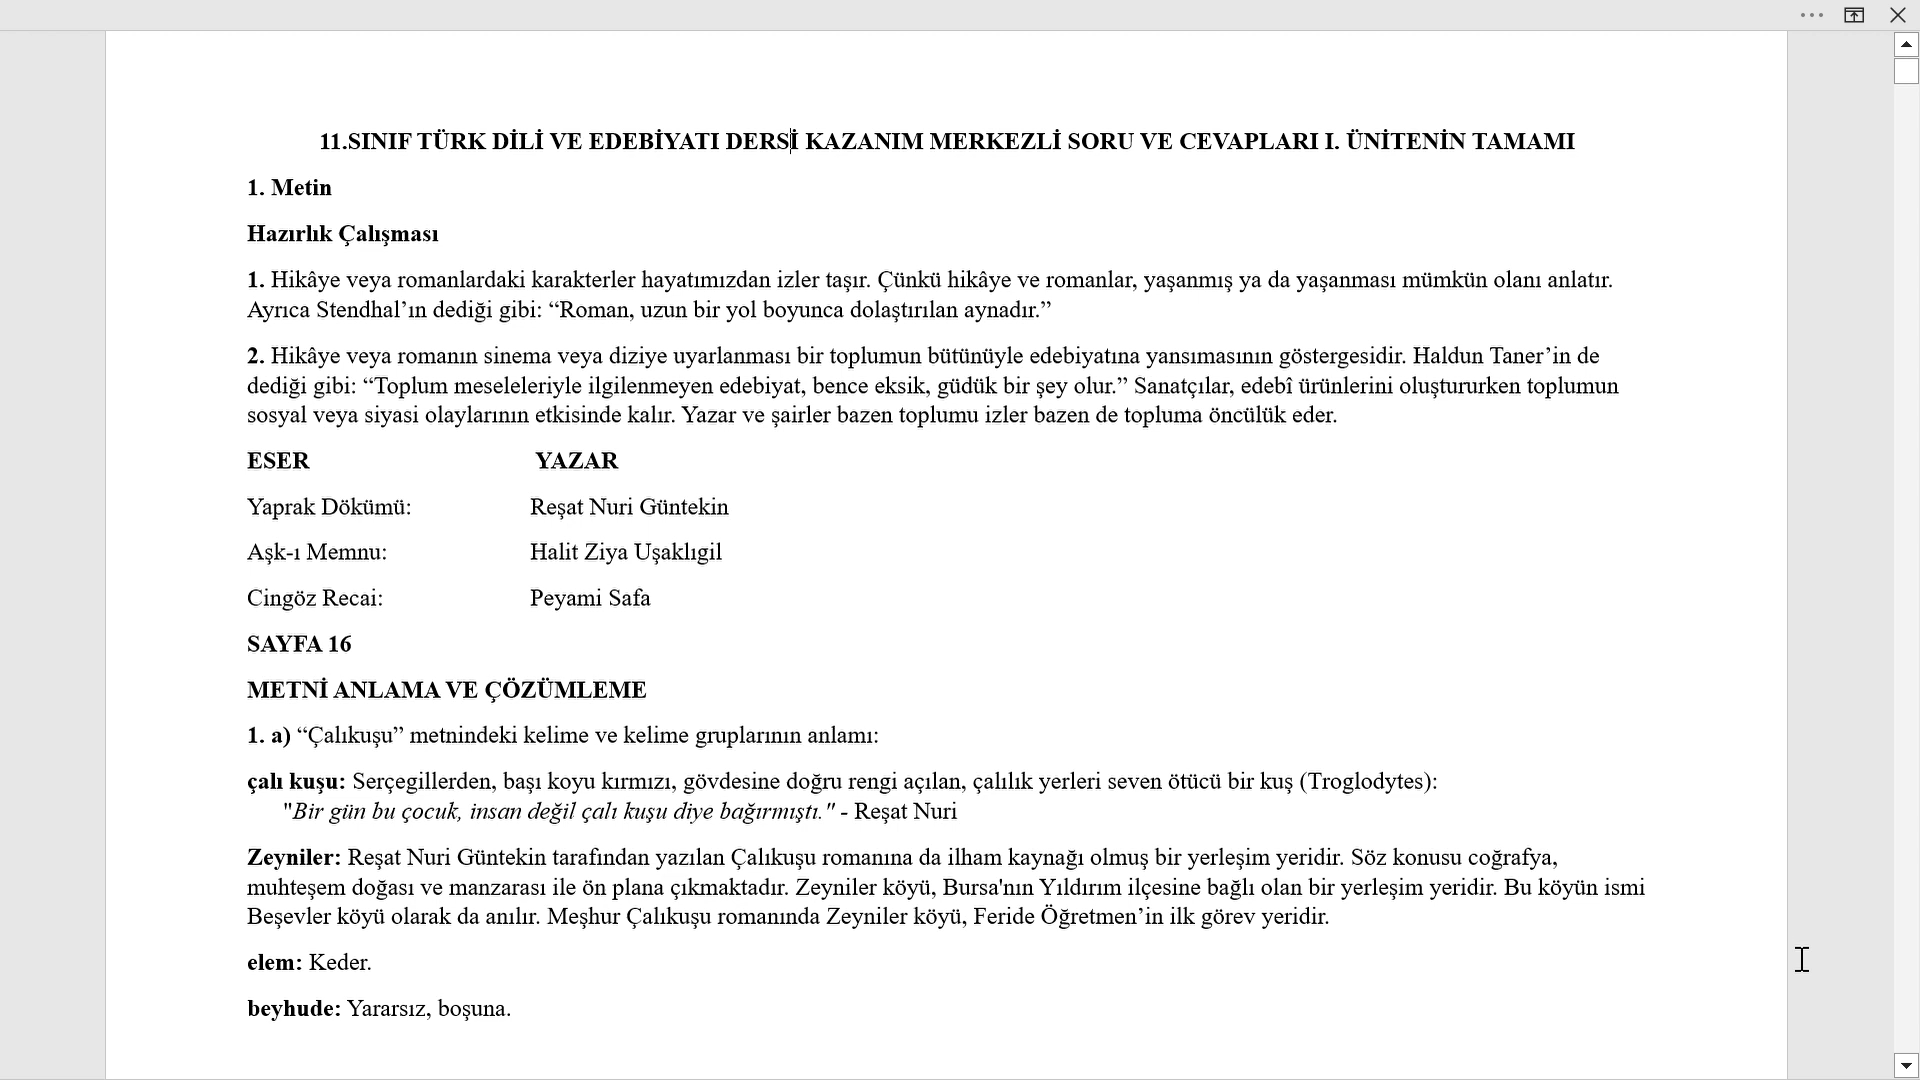 11.SINIF TÜRK DİLİ VE EDEBİYATI DERSİ KAZANIM MERKEZLİ SORU VE CEVAPLARI I. ÜNİTENİN TAMAMI
1. Metin
Hazırlık Çalışması
1. Hikâye veya romanlardaki karakterler hayatımızdan izler taşır. Çünkü hikâye ve romanlar, yaşanmış ya da yaşanması mümkün olanı anlatır.
Ayrıca Stendhal’ın dediği gibi: “Roman, uzun bir yol boyunca dolaştırılan aynadır.”
2. Hikâye veya romanın sinema veya diziye uyarlanması bir toplumun bütünüyle edebiyatına yansımasının göstergesidir. Haldun Taner’in de
dediği gibi: “Toplum meseleleriyle ilgilenmeyen edebiyat, bence eksik, güdük bir şey olur.” Sanatçılar, edebî ürünlerini oluştururken toplumun
sosyal veya siyasi olaylarının etkisinde kalır. Yazar ve şairler bazen toplumu izler bazen de topluma öncülük eder.
ESER YAZAR
Yaprak Dökümü: Reşat Nuri Güntekin
Aşk-ı Memnu: Halit Ziya Uşaklıgil
Cingöz Recai: Peyami Safa
SAYFA 16
METNİ ANLAMA VE ÇÖZÜMLEME
1. a) “Çalıkuşu” metnindeki kelime ve kelime gruplarının anlamı:
çalı kuşu: Serçegillerden, başı koyu kırmızı, gövdesine doğru rengi açılan, çalılık yerleri seven ötücü bir kuş (Troglodytes):
"Bir gün bu çocuk, insan değil çalı kuşu diye bağırmıştı." - Reşat Nuri
Zeyniler: Reşat Nuri Güntekin tarafından yazılan Çalıkuşu romanına da ilham kaynağı olmuş bir yerleşim yeridir. Söz konusu coğrafya,
muhteşem doğası ve manzarası ile ön plana çıkmaktadır. Zeyniler köyü, Bursa'nın Yıldırım ilçesine bağlı olan bir yerleşim yeridir. Bu köyün ismi
Beşevler köyü olarak da anılır. Meşhur Çalıkuşu romanında Zeyniler köyü, Feride Öğretmen’in ilk görev yeridir.
elem: Keder.
beyhude: Yararsız, boşuna.